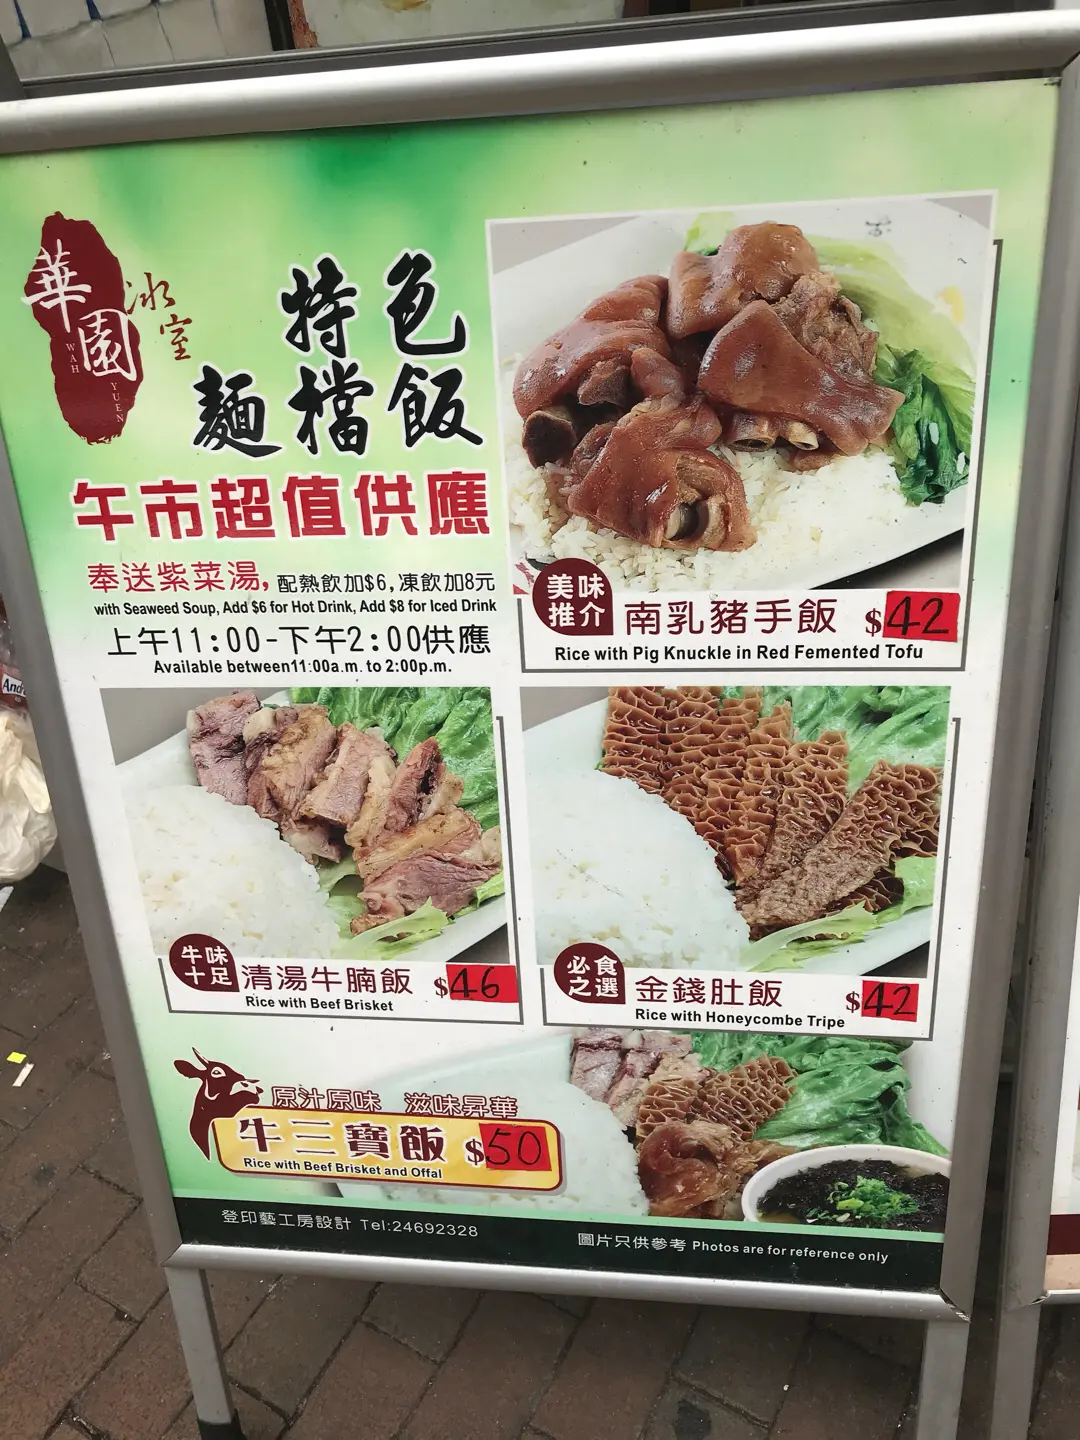 華園
冰室
WAH YUEN
特色
麵檔飯
午市超值供應
奉送紫菜湯, 配熱飲加$6, 凍飲加8元
with Seaweed Soup, Add $6 for Hot Drink, Add $8 for Iced Drink
上午11:00-下午2:00供應
Available between11:00a.m. to 2:00p.m.
美味
推介
南乳豬手飯 $42
Rice with Pig Knuckle in Red Femented Tofu
牛味
十足
清湯牛腩飯 $46
Rice with Beef Brisket
必食
之選
金錢肚飯 $42
Rice with Honeycombe Tripe
原汁原味 滋味昇華
牛三寶飯 $50
Rice with Beef Brisket and Offal
登印藝工房設計 Tel:24692328
圖片只供參考 Photos are for reference only